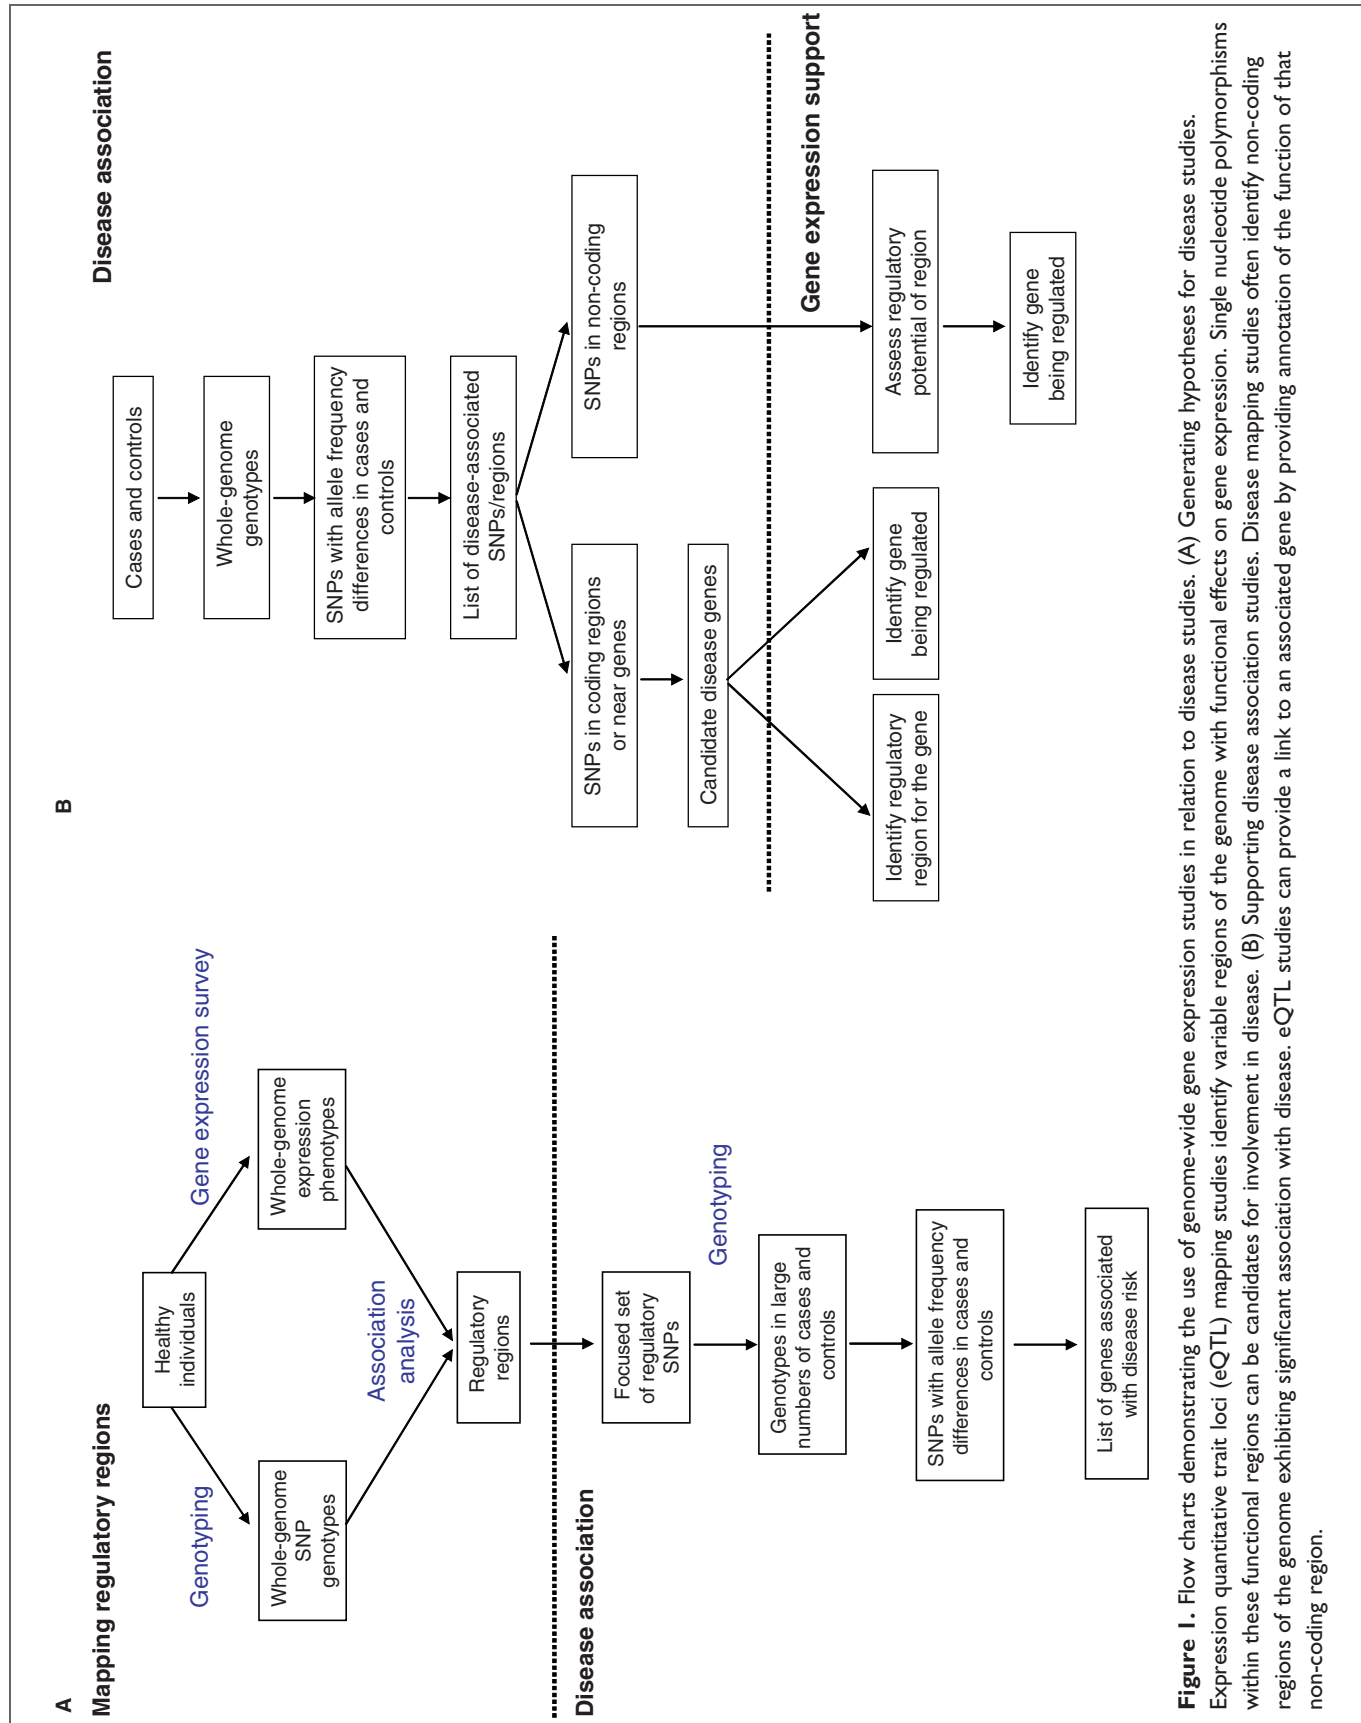 A
Mapping regulatory regions
Healthy
individuals
Genotyping
Gene expression survey
Whole-genome
SNP
genotypes
Whole-genome
expression
phenotypes
Association
analysis
Regulatory
regions
Disease association
Focused set
of regulatory
SNPs
Genotyping
Genotypes in large
numbers of cases and
controls
SNPs with allele frequency
differences in cases and
controls
List of genes associated
with disease risk
B
Disease association
Cases and controls
Whole-genome
genotypes
SNPs with allele frequency
differences in cases and
controls
List of disease-associated
SNPs/regions
SNPs in coding regions
or near genes
SNPs in non-coding
regions
Candidate disease genes
Gene expression support
Identify regulatory
region for the gene
Identify gene
being regulated
Assess regulatory
potential of region
Identify gene
being regulated
Figure 1. Flow charts demonstrating the use of genome-wide gene expression studies in relation to disease studies. (A) Generating hypotheses for disease studies.
Expression quantitative trait loci (eQTL) mapping studies identify variable regions of the genome with functional effects on gene expression. Single nucleotide polymorphisms
within these functional regions can be candidates for involvement in disease. (B) Supporting disease association studies. Disease mapping studies often identify non-coding
regions of the genome exhibiting significant association with disease. eQTL studies can provide a link to an associated gene by providing annotation of the function of that
non-coding region.